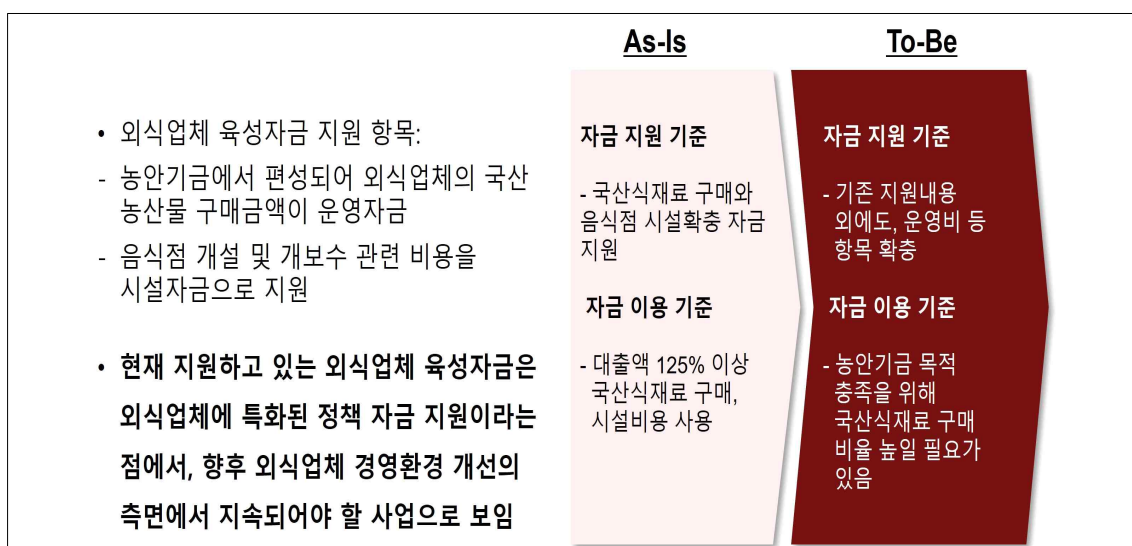 • 외식업체 육성자금 지원 항목:
- 농안기금에서 편성되어 외식업체의 국산
농산물 구매금액이 운영자금
- 음식점 개설 및 개보수 관련 비용을
시설자금으로 지원
• 현재 지원하고 있는 외식업체 육성자금은
외식업체에 특화된 정책 자금 지원이라는
점에서, 향후 외식업체 경영환경 개선의
측면에서 지속되어야 할 사업으로 보임
As-Is
자금 지원 기준
- 국산식재료 구매와
음식점 시설확충 자금
지원
자금 이용 기준
- 대출액 125% 이상
국산식재료 구매,
시설비용 사용
To-Be
자금 지원 기준
- 기존 지원내용
외에도, 운영비 등
항목 확충
자금 이용 기준
- 농안기금 목적
충족을 위해
국산식재료 구매
비율 높일 필요가
있음